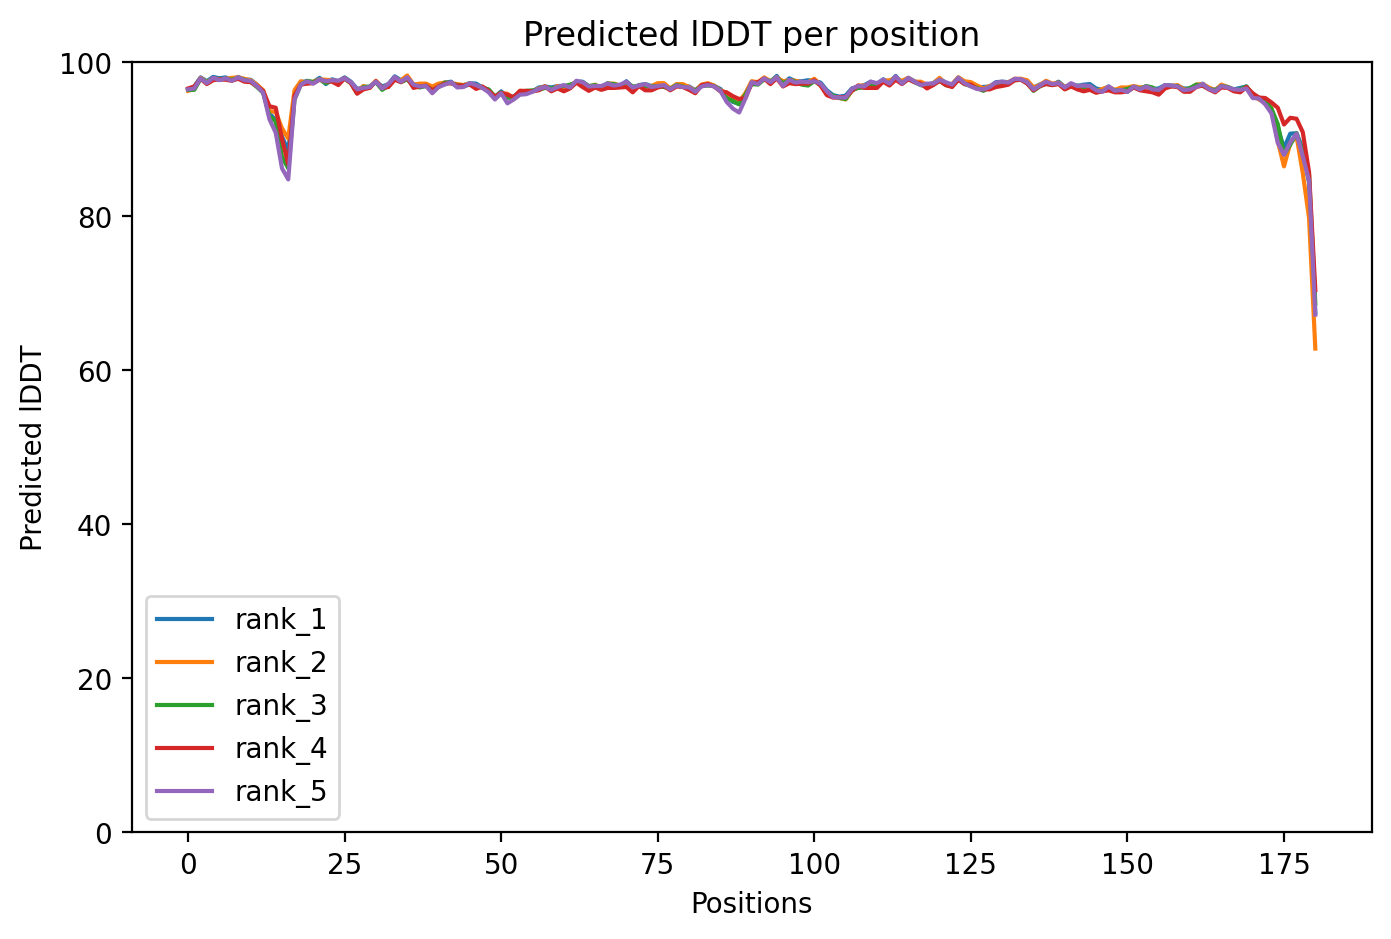 Predicted lDDT per position
100
80
60
40
20
0
Predicted lDDT
rank_1
rank_2
rank_3
rank_4
rank_5
0 25 50 75 100 125 150 175
Positions